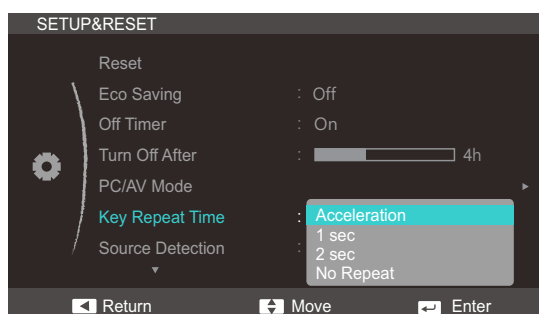 SETUP&RESET
Reset
Eco Saving : Off
Off Timer : On
Turn Off After : 4h
PC/AV Mode
Key Repeat Time : Acceleration
1 sec
Source Detection : 2 sec
No Repeat
Return Move Enter